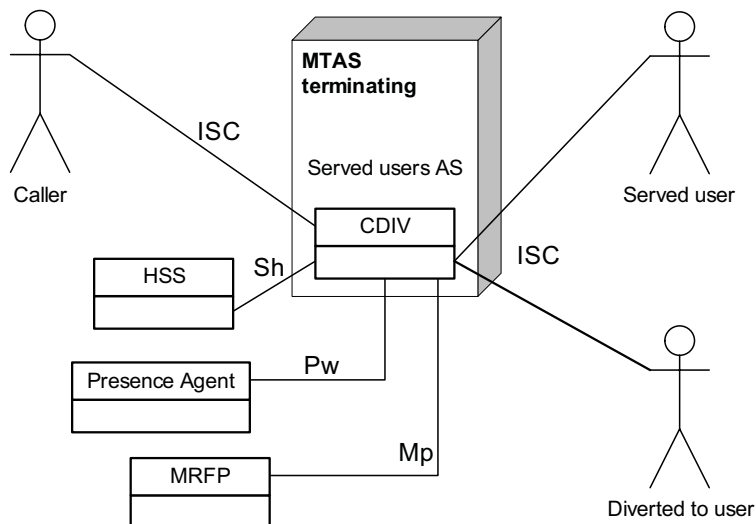 MTAS
terminating
ISC
Served users AS
Caller
Served user
CDIV
ISC
HSS
Sh
Presence Agent
Pw
MRFP
Mp
Diverted to user